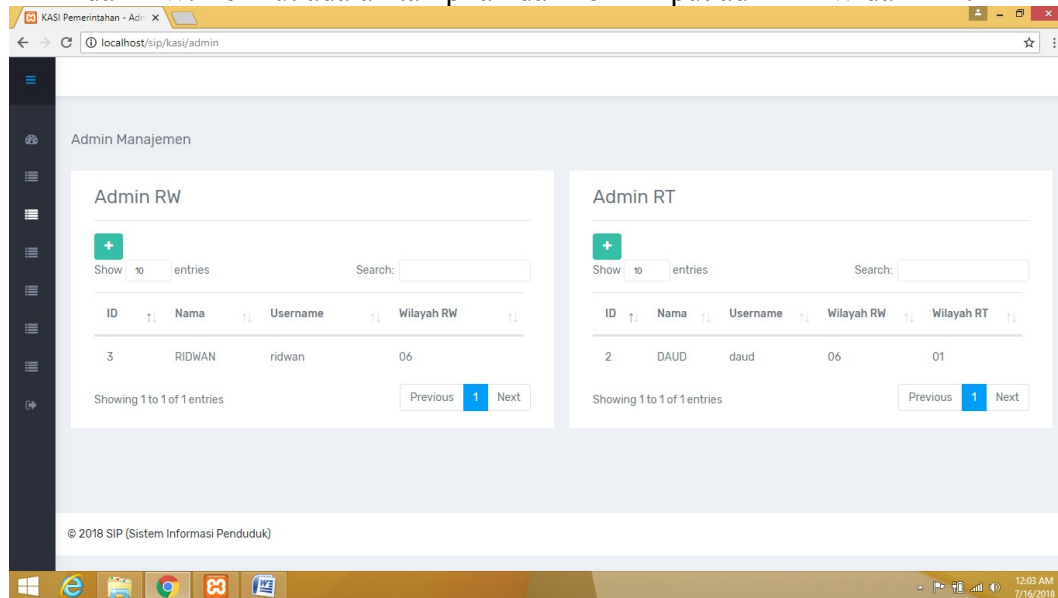 KASI Pemerintahan - Adn
localhost/sip/kasi/admin
Admin Manajemen
Admin RW
Show 10 entries Search:
ID Nama Username Wilayah RW
3 RIDWAN ridwan 06
Showing 1 to 1 of 1 entries Previous 1 Next
Admin RT
Show 10 entries Search:
ID Nama Username Wilayah RW Wilayah RT
2 DAUD daud 06 01
Showing 1 to 1 of 1 entries Previous 1 Next
© 2018 SIP (Sistem Informasi Penduduk)
12:03 AM
7/16/2018